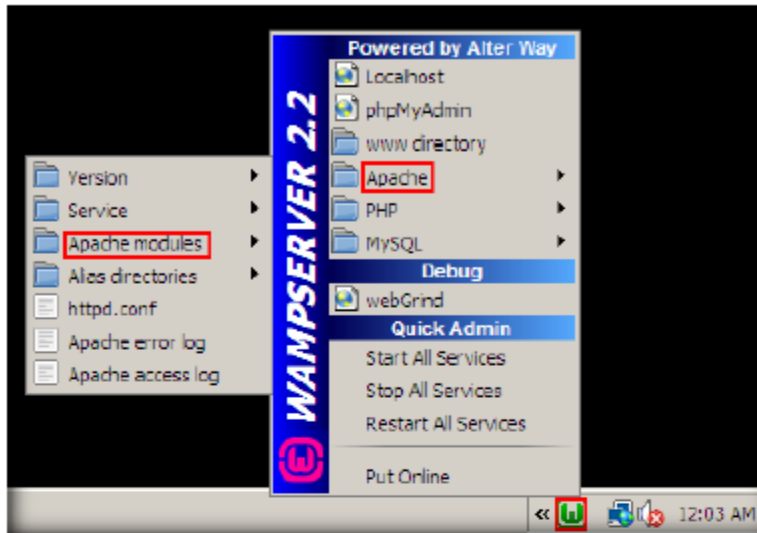 Powered by Alter Way
Localhost
phpMyAdmin
www directory
Apache
PHP
MySQL
Debug
webGrind
Quick Admin
Start All Services
Stop All Services
Restart All Services
Put Online
WAMPSERVER 2.2
Version
Service
Apache modules
Alias directories
httpd.conf
Apache error log
Apache access log
«
12:03 AM